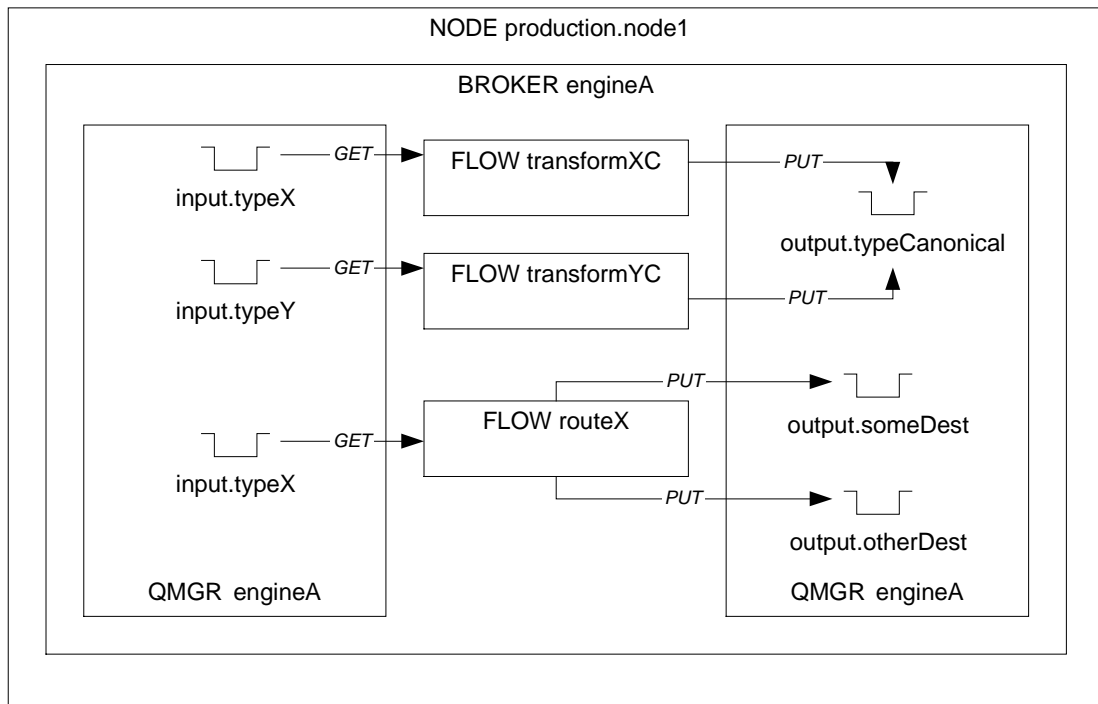 NODE production.node1
BROKER engineA
input.typeX
GET
FLOW transformXC
PUT
output.typeCanonical
input.typeY
GET
FLOW transformYC
PUT
input.typeX
GET
FLOW routeX
PUT
output.someDest
PUT
output.otherDest
QMGR engineA
QMGR engineA